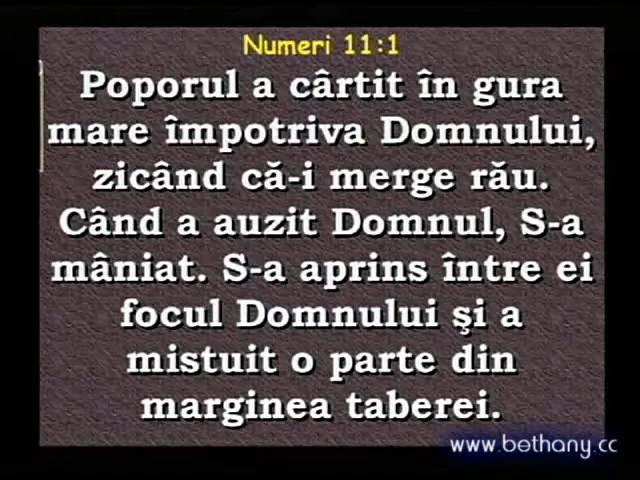 Numeri 11:1
Poporul a cârtit în gura
mare împotriva Domnului,
zicând că-i merge rău.
Când a auzit Domnul, S-a
mâniat. S-a aprins între ei
focul Domnului şi a
mistuit o parte din
marginea taberei.
www.bethany.cc